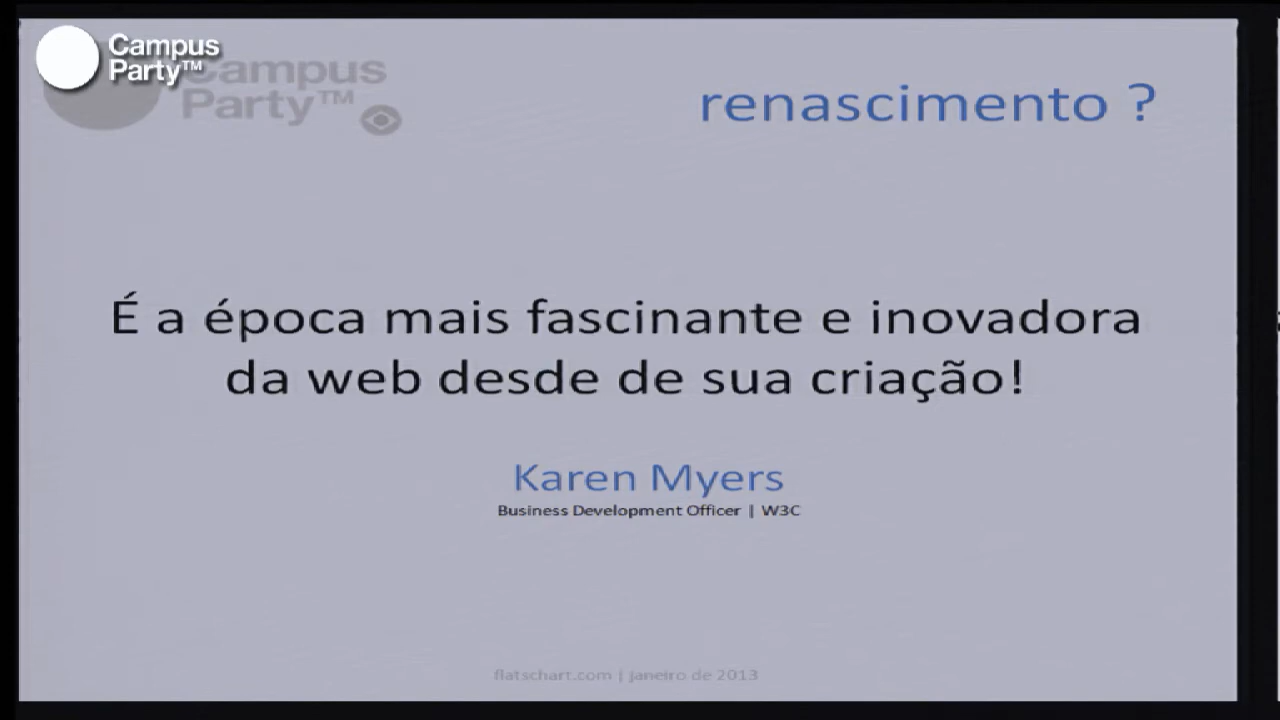 Campus
Party™
Campus
Party™
renascimento ?
É a época mais fascinante e inovadora
da web desde de sua criação!
Karen Myers
Business Development Officer | W3C
flatschart.com | janeiro de 2013